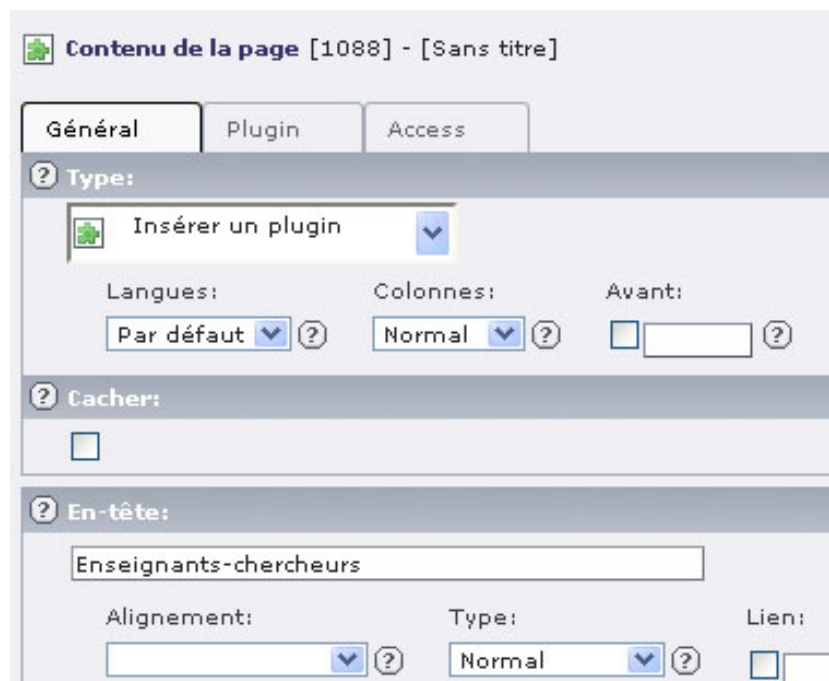 Contenu de la page [1088] - [Sans titre]
Général Plugin Access
? Type:
Insérer un plugin
Langues: Colonnes: Avant:
Par défaut ? Normal ? ?
? Cacher:
? En-tête:
Enseignants-chercheurs
Alignement: Type: Lien:
? Normal ?